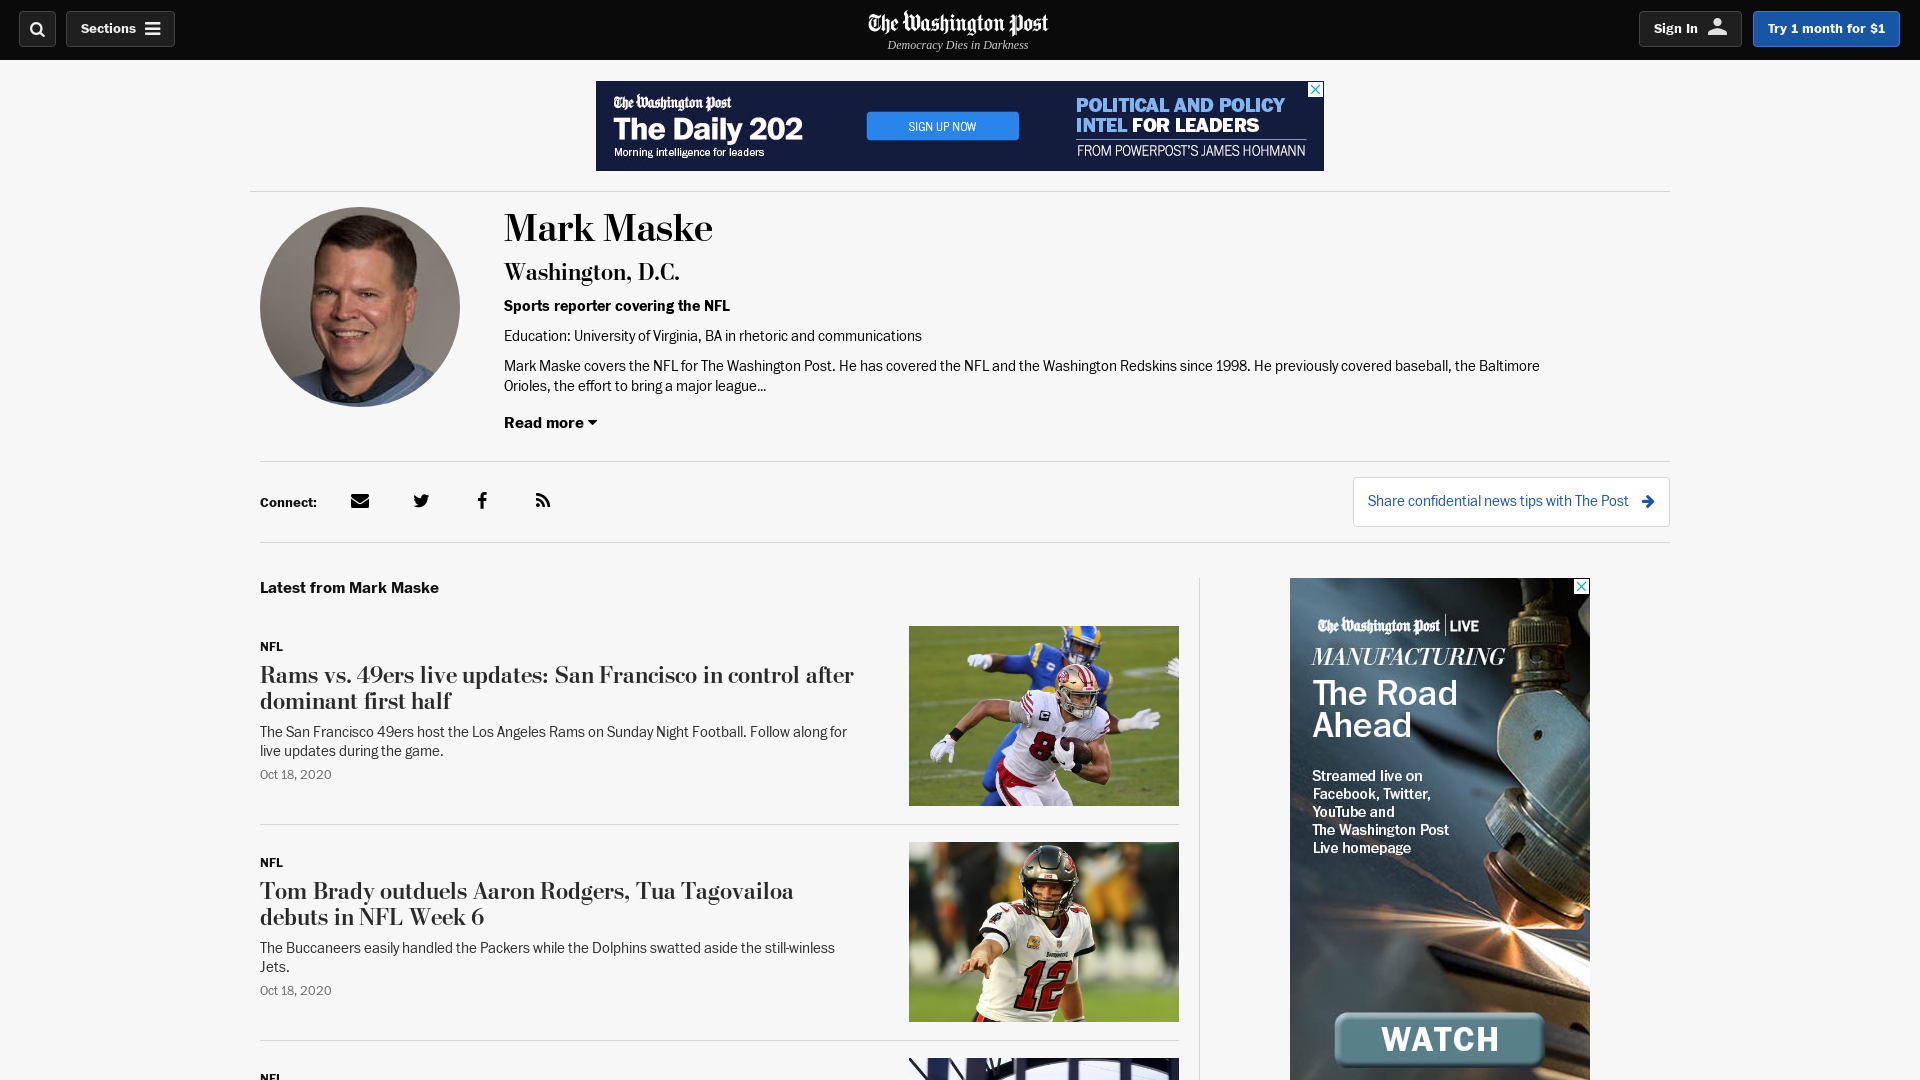 Sections
The Washington Post
Democracy Dies in Darkness
Sign In
Try 1 month for $1
The Washington Post
The Daily 202
Morning intelligence for leaders
SIGN UP NOW
POLITICAL AND POLICY
INTEL FOR LEADERS
FROM POWERPOST'S JAMES HOHMANN
Mark Maske
Washington, D.C.
Sports reporter covering the NFL
Education: University of Virginia, BA in rhetoric and communications
Mark Maske covers the NFL for The Washington Post. He has covered the NFL and the Washington Redskins since 1998. He previously covered baseball, the Baltimore
Orioles, the effort to bring a major league...
Read more
Connect:
Share confidential news tips with The Post
Latest from Mark Maske
NFL
Rams vs. 49ers live updates: San Francisco in control after
dominant first half
The San Francisco 49ers host the Los Angeles Rams on Sunday Night Football. Follow along for
live updates during the game.
Oct 18, 2020
NFL
Tom Brady outduels Aaron Rodgers, Tua Tagovailoa
debuts in NFL Week 6
The Buccaneers easily handled the Packers while the Dolphins swatted aside the still-winless
Jets.
Oct 18, 2020
12
NFL
The Washington Post LIVE
MANUFACTURING
The Road
Ahead
Streamed live on
Facebook, Twitter,
YouTube and
The Washington Post
Live homepage
WATCH